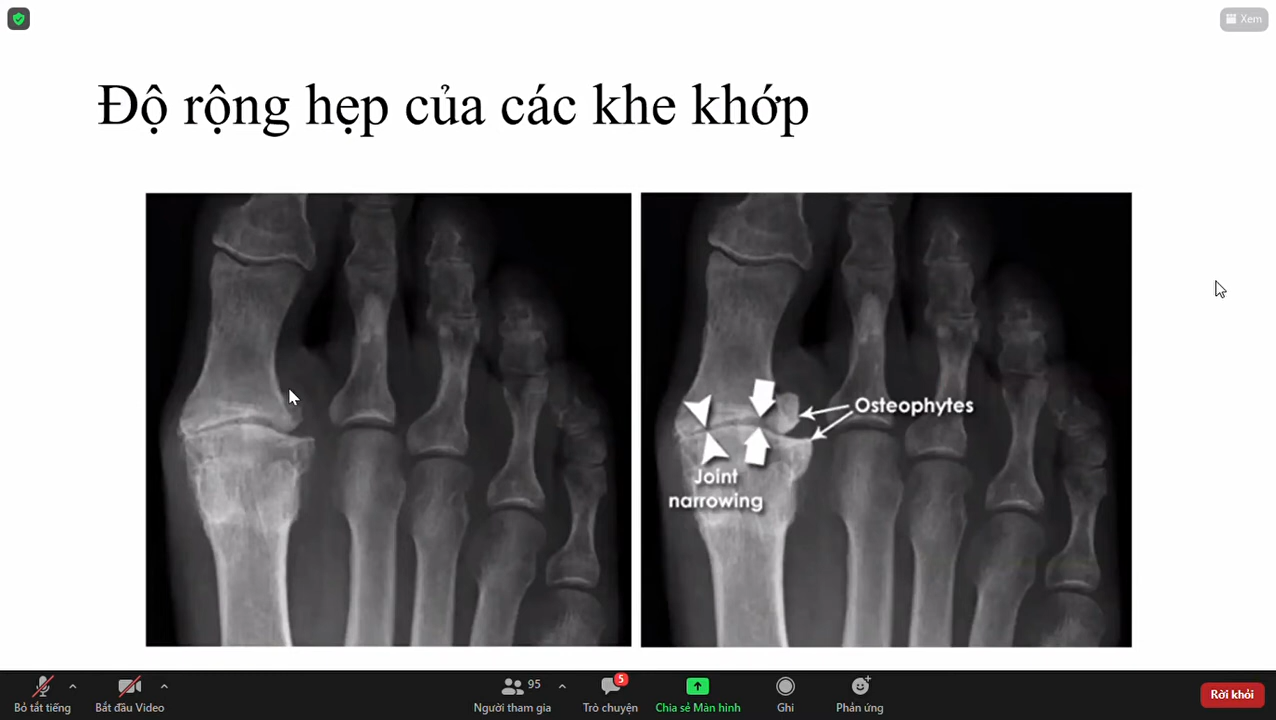 Xem
Độ rộng hẹp của các khe khớp
Osteophytes
Joint
narrowing
95
5
Bỏ tắt tiếng
Bắt đầu Video
Người tham gia
Trò chuyện
Chia sẻ Màn hình
Ghi
Phản ứng
Rời khỏi